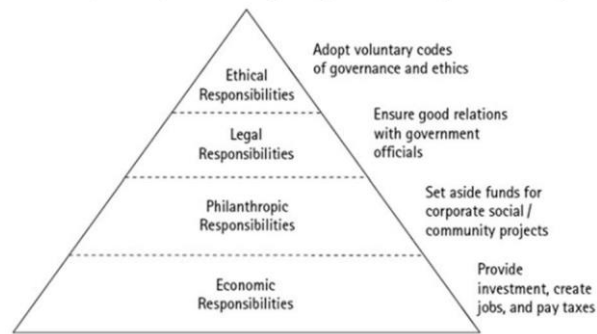 Ethical
Responsibilities
Adopt voluntary codes
of governance and ethics
Legal
Responsibilities
Ensure good relations
with government
officials
Philanthropic
Responsibilities
Set aside funds for
corporate social /
community projects
Economic
Responsibilities
Provide
investment, create
jobs, and pay taxes